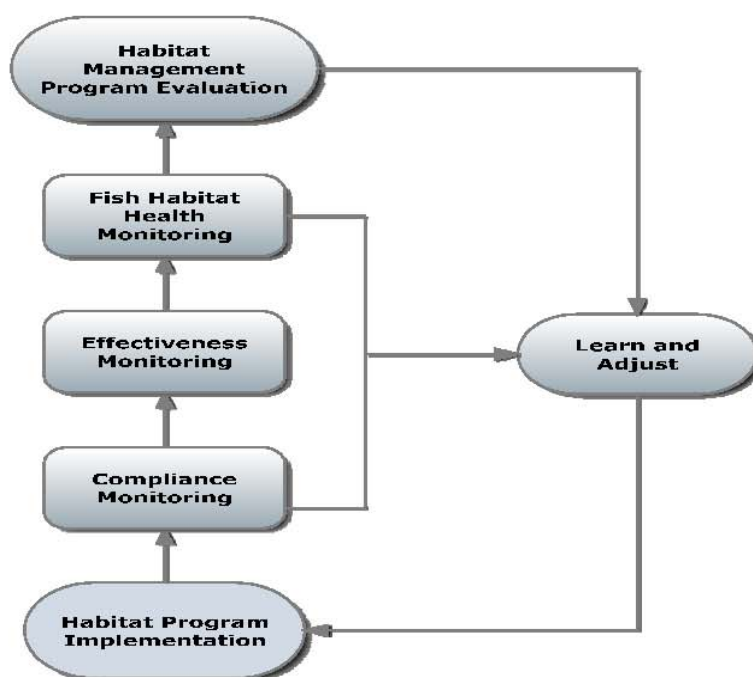 Habitat
Management
Program Evaluation
Fish Habitat
Health
Monitoring
Effectiveness
Monitoring
Learn and
Adjust
Compliance
Monitoring
Habitat Program
Implementation